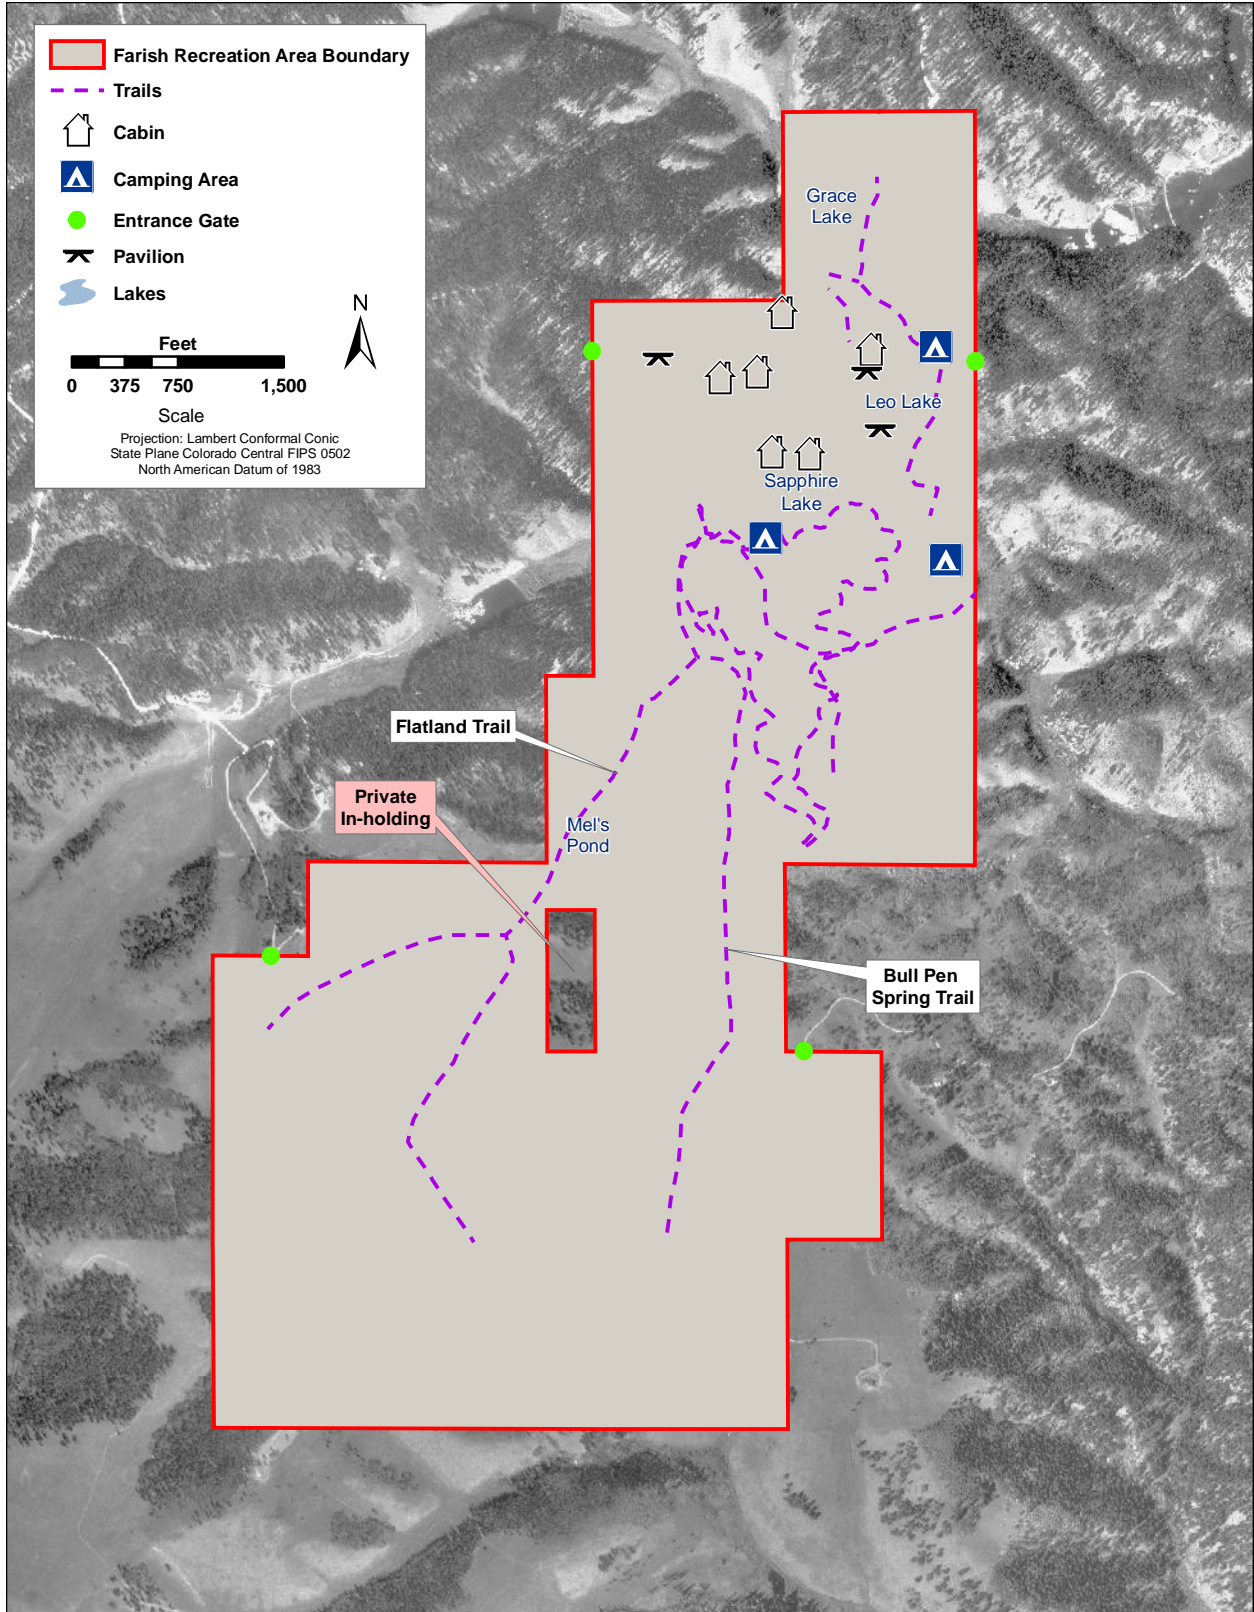 Farish Recreation Area Boundary
Trails
Cabin
Camping Area
Entrance Gate
Pavilion
Lakes
N
Feet
0 375 750 1,500
Scale
Projection: Lambert Conformal Conic
State Plane Colorado Central FIPS 0502
North American Datum of 1983
Grace
Lake
Leo Lake
Sapphire
Lake
Flatland Trail
Private
In-holding
Mel's
Pond
Bull Pen
Spring Trail